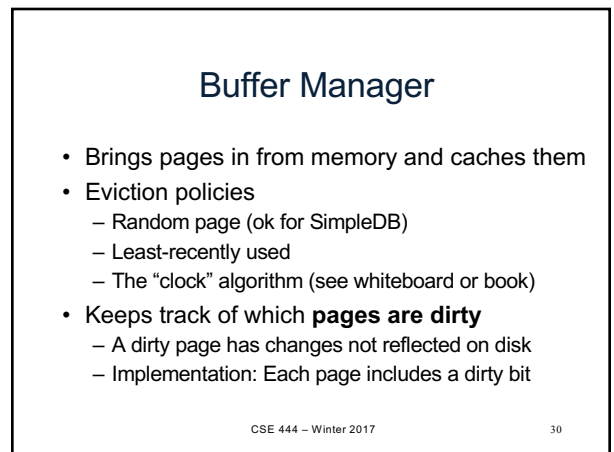 Buffer Manager
• Brings pages in from memory and caches them
• Eviction policies
– Random page (ok for SimpleDB)
– Least-recently used
– The “clock” algorithm (see whiteboard or book)
• Keeps track of which pages are dirty
– A dirty page has changes not reflected on disk
– Implementation: Each page includes a dirty bit
CSE 444 – Winter 2017 30